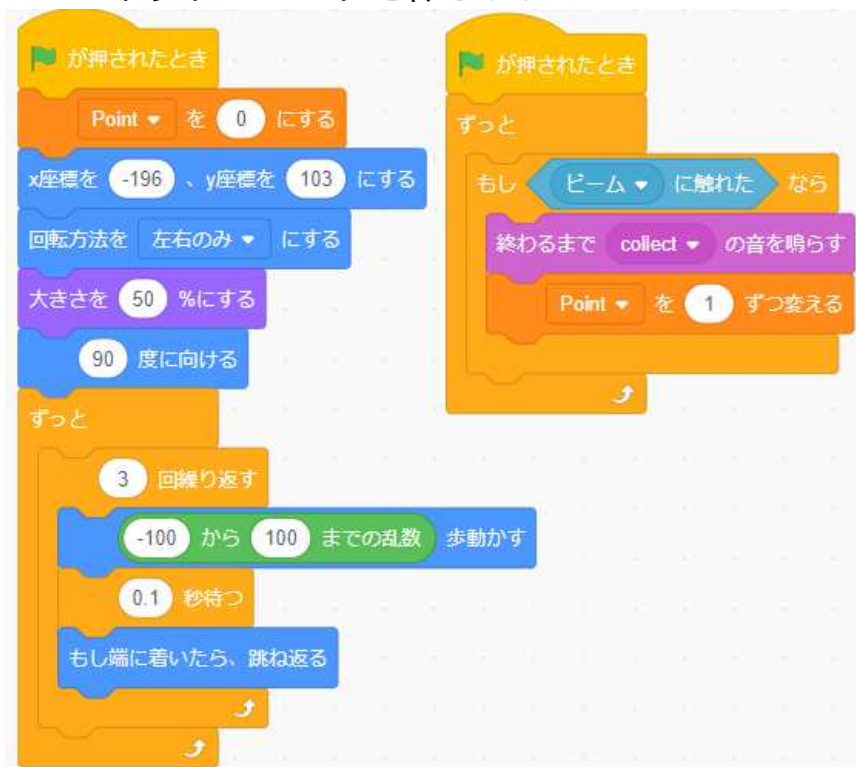 が押されたとき
Point を 0 にする
x座標を -196 、y座標を 103 にする
回転方法を 左右のみ にする
大きさを 50 %にする
90 度に向ける
ずっと
3 回繰り返す
-100 から 100 までの乱数 歩動かす
0.1 秒待つ
もし端に着いたら、跳ね返る
が押されたとき
ずっと
もし ビーム に触れた なら
終わるまで collect の音を鳴らす
Point を 1 ずつ変える